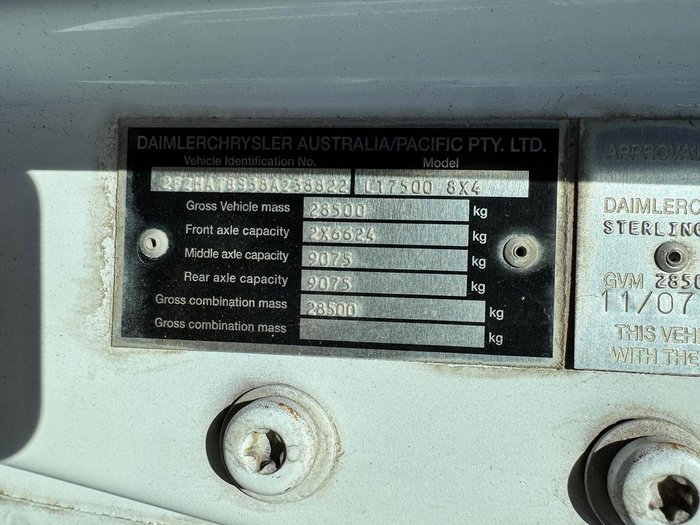 DAIMLERCHRYSLER AUSTRALIA/PACIFIC PTY. LTD.
Vehicle Identification No. Model
LT7500 8X4
Gross Vehicle mass 28500 kg
Front axle capacity 2X6624
Middle axle capacity 9075 kg
Rear axle capacity 9075 kg
Gross combination mass 28500 kg
Gross combination mass kg
APPROVAL
DAIMLERC
STERLING
GVM 2850
11/07
THIS VEH
WITH THE